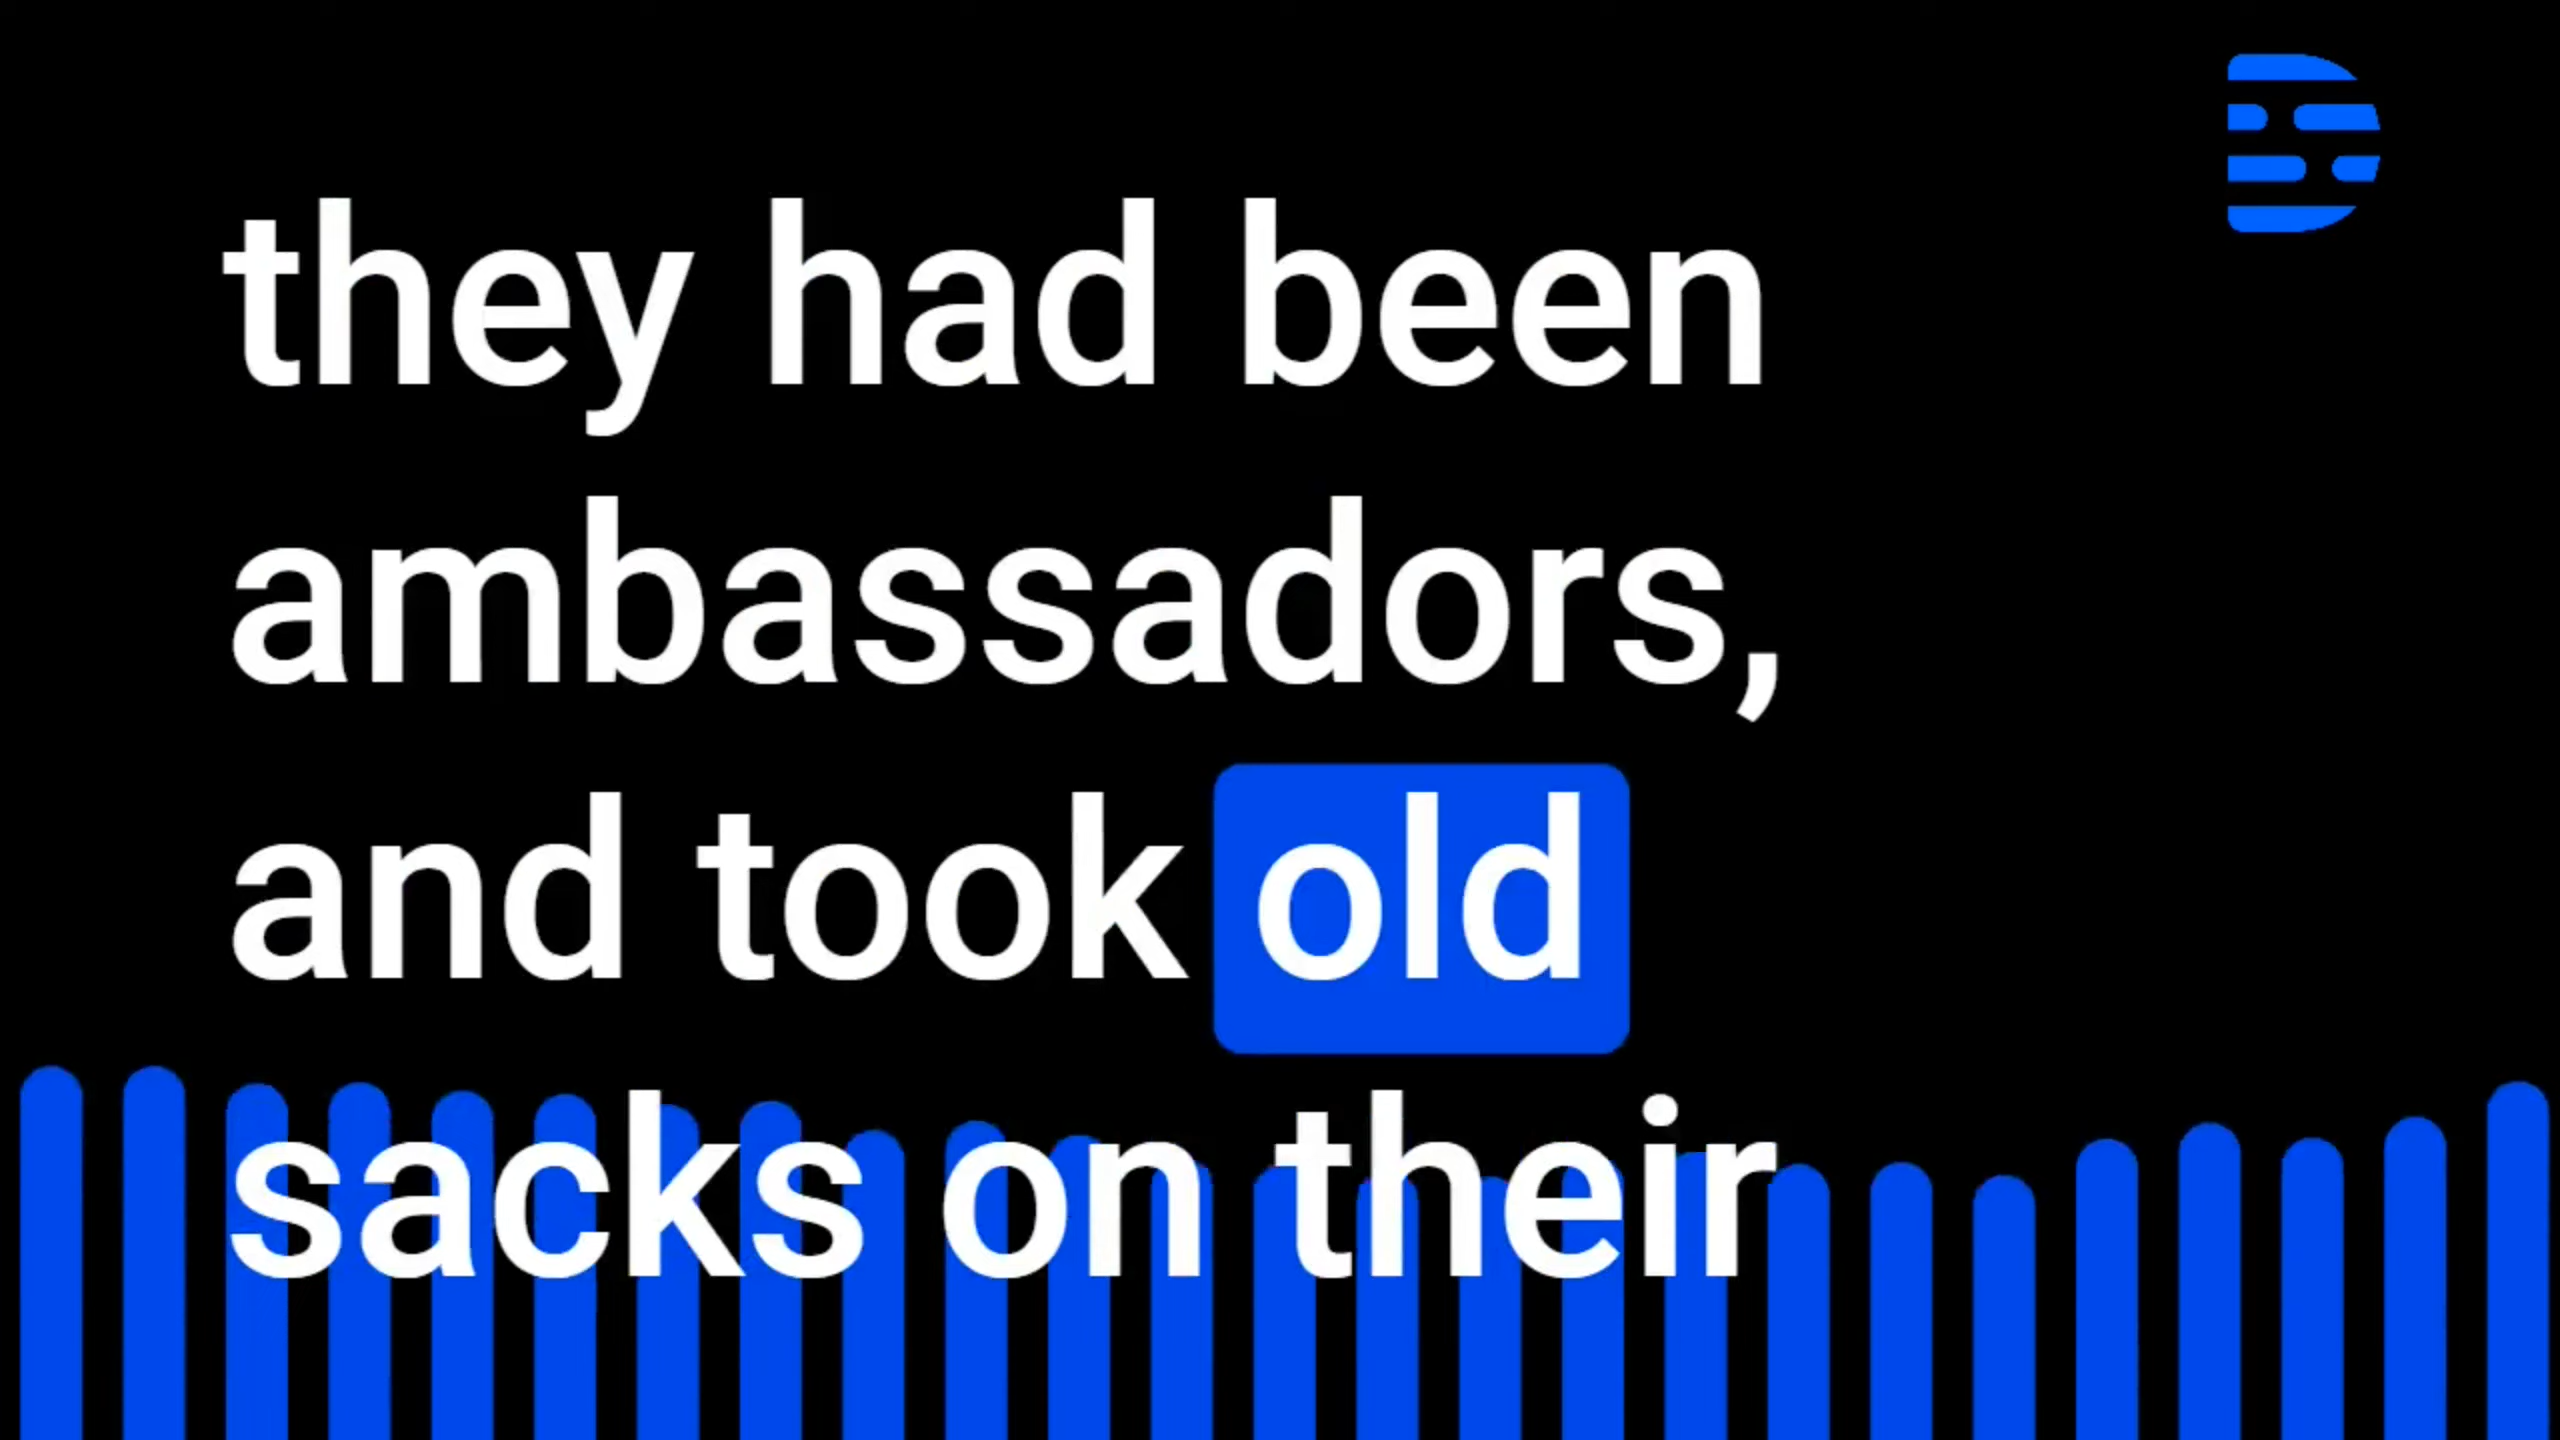 they had been
ambassadors,
and took old
sacks on their